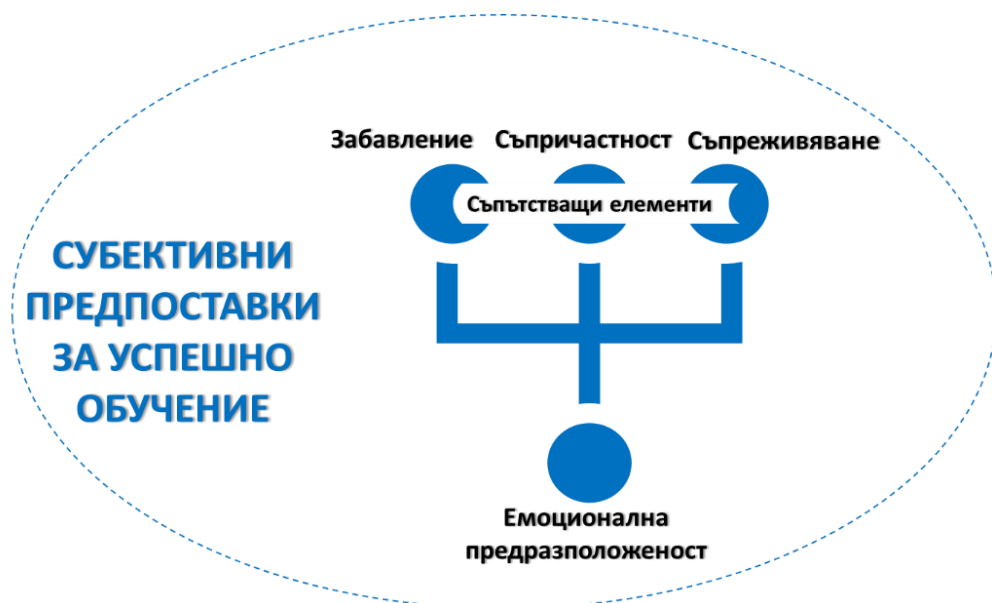 Забавление Съпричастност Съпреживяване
Съпътстващи елементи
СУБЕКТИВНИ
ПРЕДПОСТАВКИ
ЗА УСПЕШНО
ОБУЧЕНИЕ
Емоционална
предразположеност